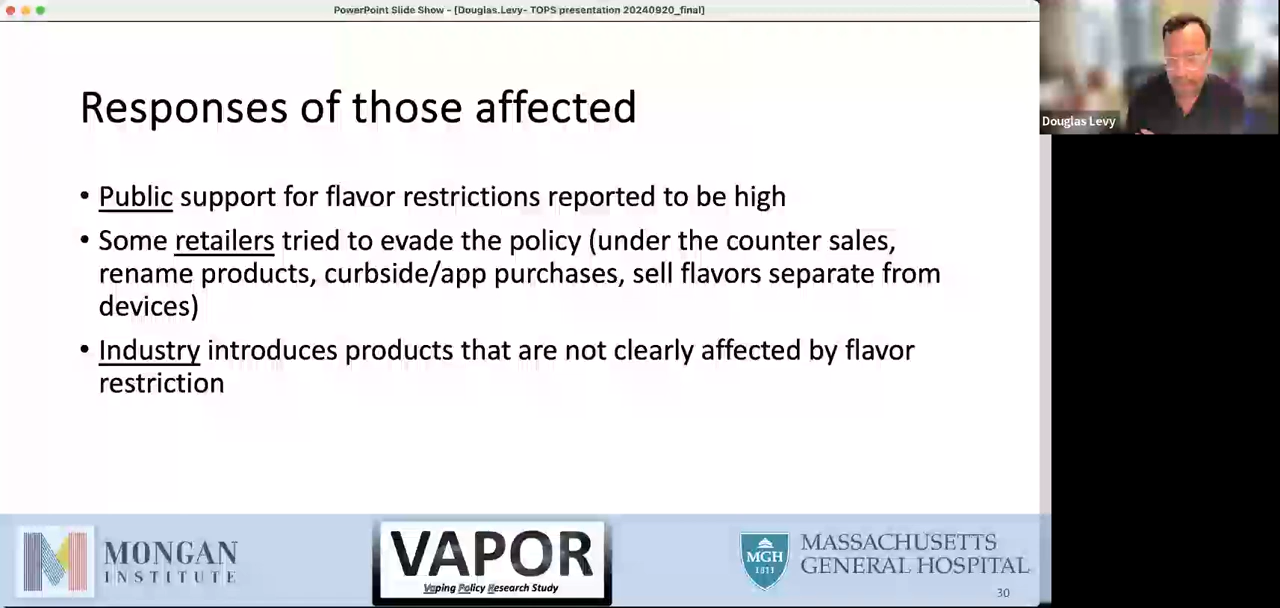 PowerPoint Slide Show - [Douglas.Levy- TOPS presentation 20240920_final]
Douglas Levy
Responses of those affected
• Public support for flavor restrictions reported to be high
• Some retailers tried to evade the policy (under the counter sales,
rename products, curbside/app purchases, sell flavors separate from
devices)
• Industry introduces products that are not clearly affected by flavor
restriction
MONGAN
INSTITUTE
VAPOR
Vaping Policy Research Study
MGH
1811
MASSACHUSETTS
GENERAL HOSPITAL
30